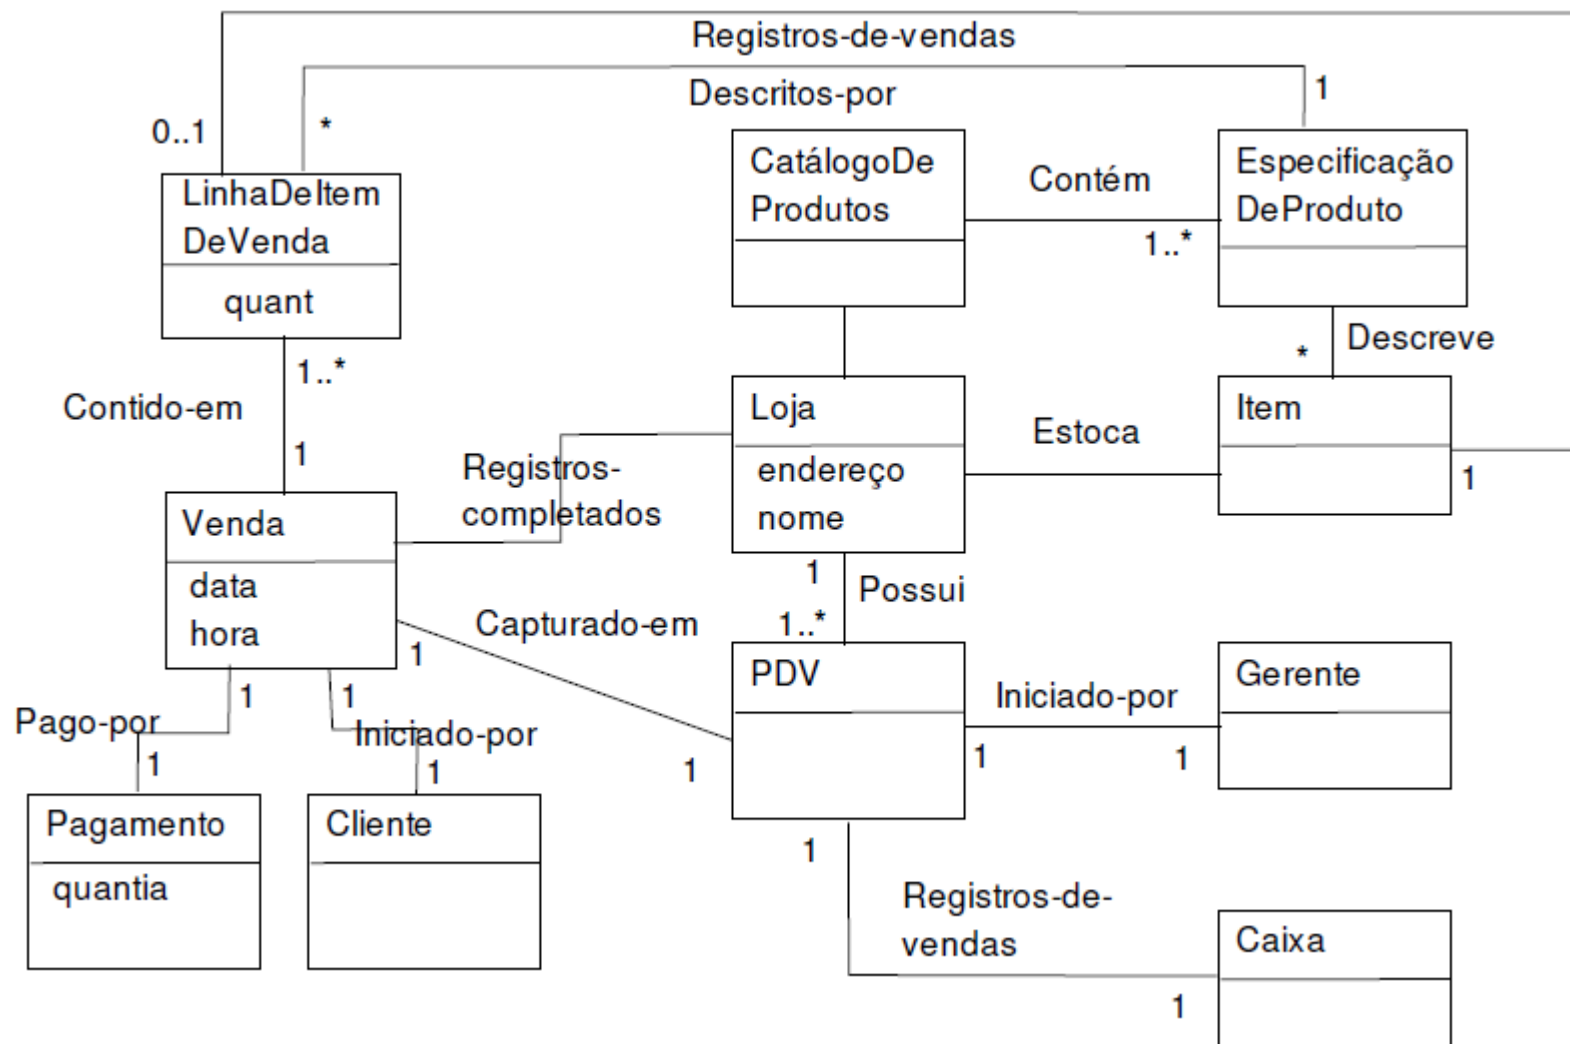 Registros-de-vendas
1
Descritos-por
0..1
*
CatálogoDe
Produtos
Contém
1..*
Especificação
DeProduto
LinhaDeItem
DeVenda
quant
1..*
Descreve
*
Contido-em
1
Loja
endereço
nome
Estoca
Item
1
Registros-
completados
Venda
data
hora
1
Possui
1..*
Capturado-em
1
1
PDV
Iniciado-por
1
1
Gerente
1
1
Pago-por
1
Iniciado-por
1
Pagamento
quantia
Cliente
1
Registros-de-
vendas
1
Caixa